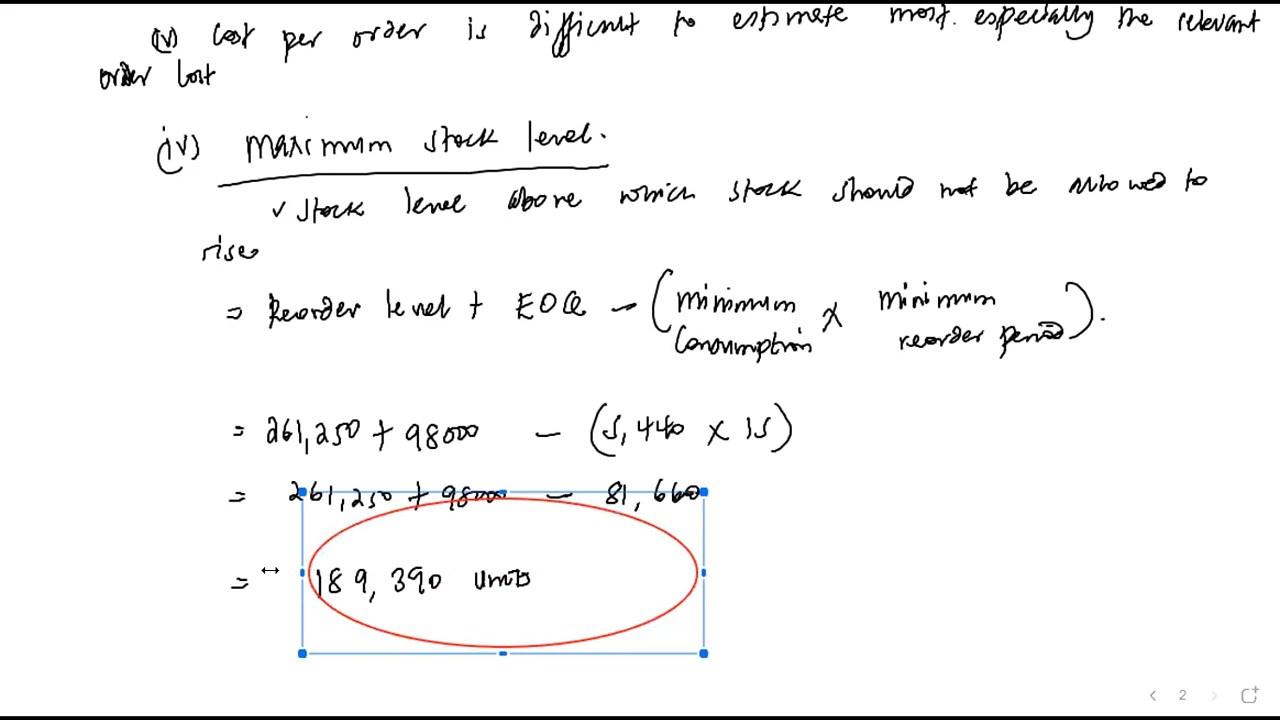 (v) Cost per order is difficult to estimate most. especially the relevant
order cost
(iv) Maximum stock level.
✓ Stock level above which stock should not be allowed to
rise
⇒ Reorder level + EOQ - (minimum consumption × minimum reorder period).
= 261,250 + 98000 - (5,440 × 15)
= 261,250 + 98000 - 81,660
= 189,390 units
2